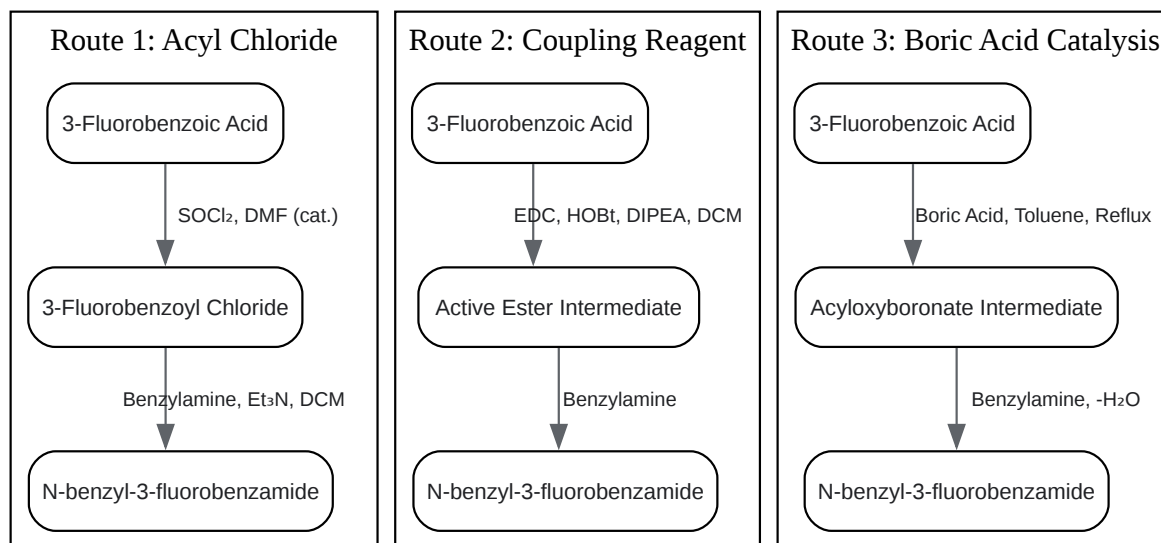 Route 1: Acyl Chloride
3-Fluorobenzoic Acid
SOCl₂, DMF (cat.)
3-Fluorobenzoyl Chloride
Benzylamine, Et₃N, DCM
N-benzyl-3-fluorobenzamide
Route 2: Coupling Reagent
3-Fluorobenzoic Acid
EDC, HOBt, DIPEA, DCM
Active Ester Intermediate
Benzylamine
N-benzyl-3-fluorobenzamide
Route 3: Boric Acid Catalysis
3-Fluorobenzoic Acid
Boric Acid, Toluene, Reflux
Acyloxyboronate Intermediate
Benzylamine, -H₂O
N-benzyl-3-fluorobenzamide